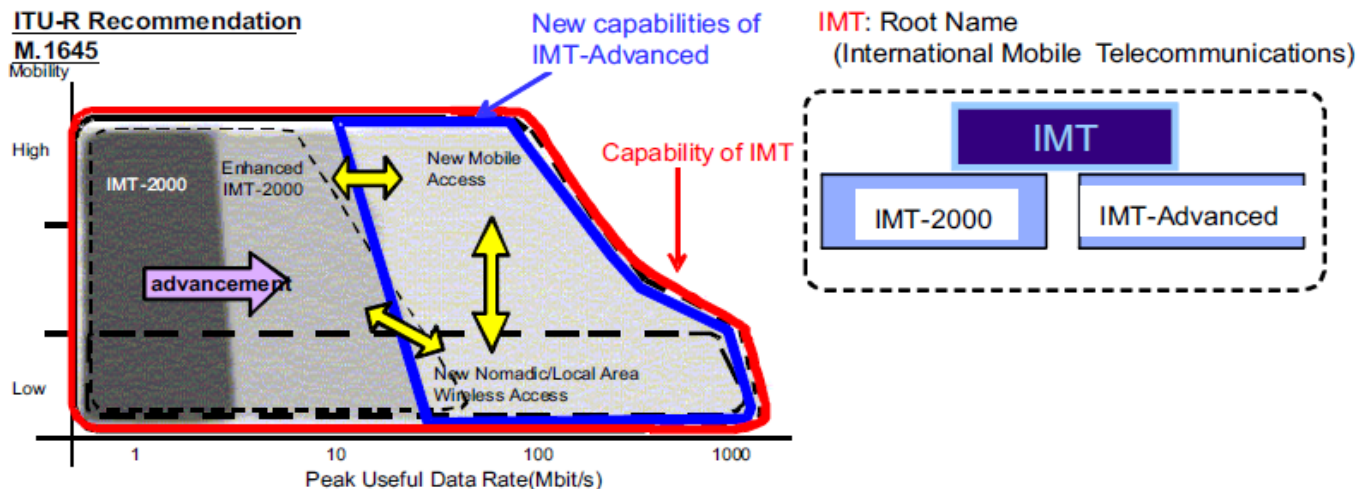 ITU-R Recommendation
M.1645
Mobility
New capabilities of
IMT-Advanced
IMT: Root Name
(International Mobile Telecommunications)
High
IMT-2000
Enhanced
IMT-2000
New Mobile
Access
Capability of IMT
IMT
IMT-2000
IMT-Advanced
advancement
Low
New Nomadic/Local Area
Wireless Access
1
10
100
1000
Peak Useful Data Rate(Mbit/s)